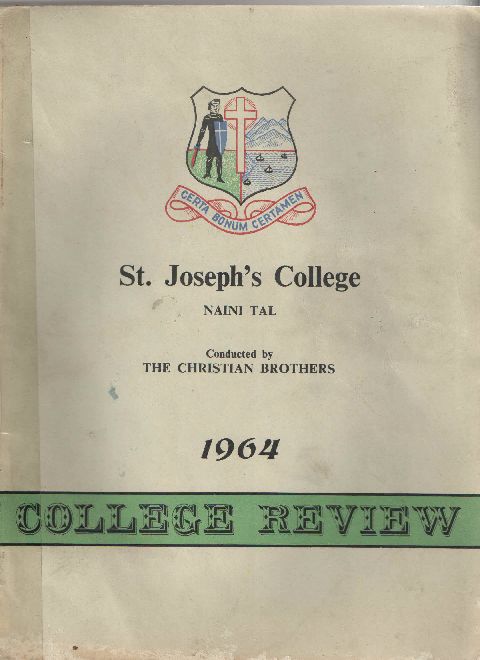 CERTA BONUM CERTAMEN
St. Joseph's College
NAINI TAL
Conducted by
THE CHRISTIAN BROTHERS
1964
COLLEGE REVIEW